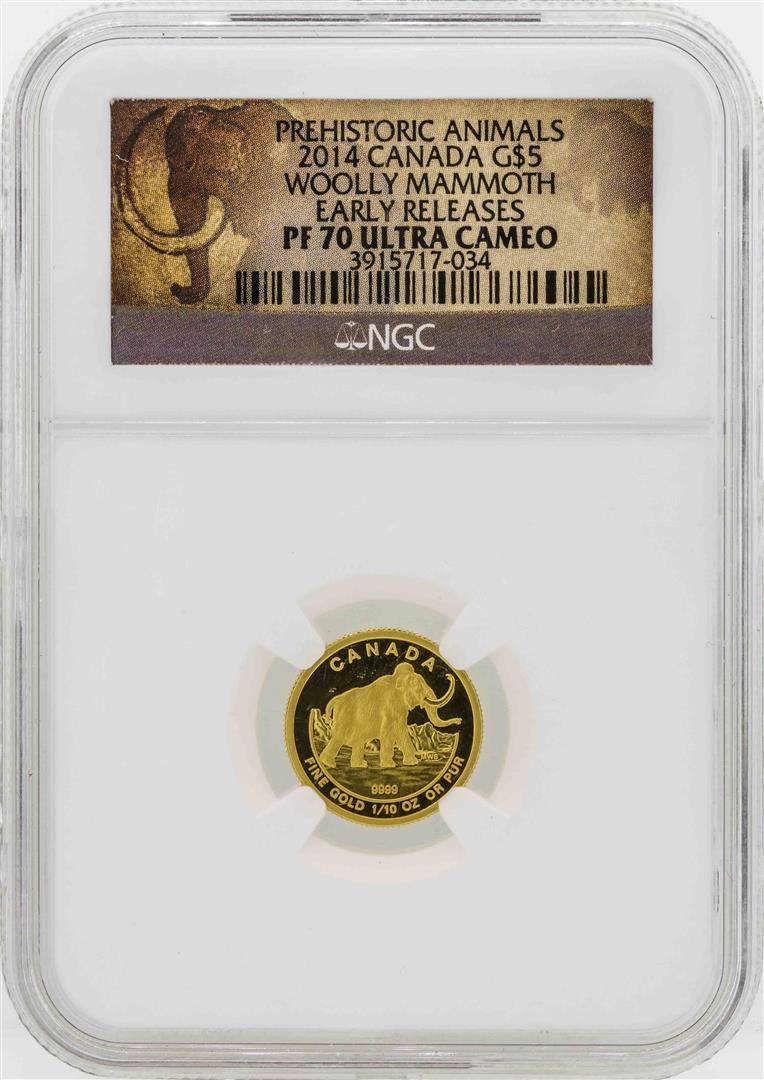 PREHISTORIC ANIMALS
2014 CANADA G$5
WOOLLY MAMMOTH
EARLY RELEASES
PF 70 ULTRA CAMEO
3915717-034
NGC
CANADA
MWS
9999
FINE GOLD 1/10 OZ OR PUR